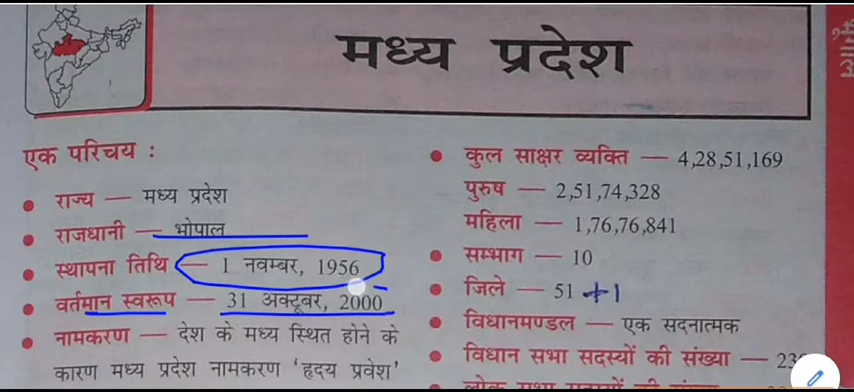 मध्य प्रदेश
भूगोल
एक परिचय :
राज्य — मध्य प्रदेश
राजधानी — भोपाल
स्थापना तिथि — 1 नवम्बर, 1956
वर्तमान स्वरूप — 31 अक्टूबर, 2000
नामकरण — देश के मध्य स्थित होने के
कारण मध्य प्रदेश नामकरण ‘हृदय प्रवेश’
कुल साक्षर व्यक्ति — 4,28,51,169
पुरुष — 2,51,74,328
महिला — 1,76,76,841
सम्भाग — 10
जिले — 51 +1
विधानमण्डल — एक सदनात्मक
विधान सभा सदस्यों की संख्या — 23